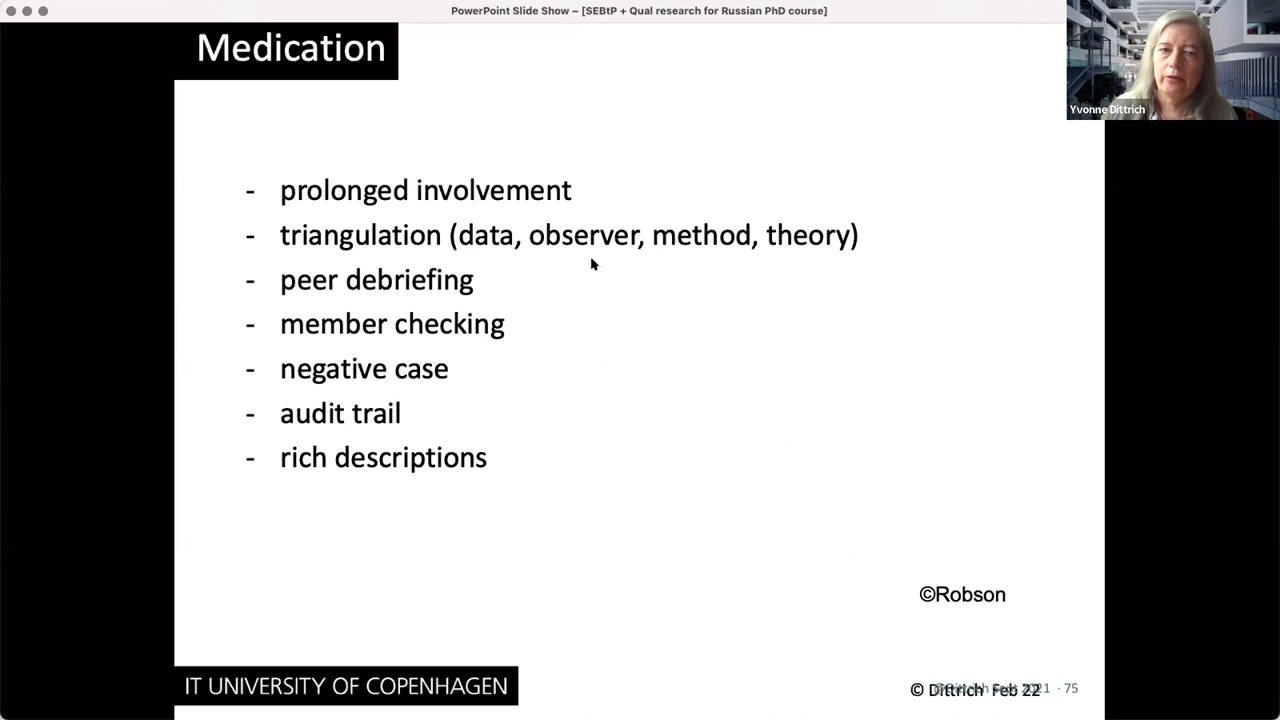 PowerPoint Slide Show – [SEBtP + Qual research for Russian PhD course]
Medication
Yvonne Dittrich
- prolonged involvement
- triangulation (data, observer, method, theory)
- peer debriefing
- member checking
- negative case
- audit trail
- rich descriptions
©Robson
IT UNIVERSITY OF COPENHAGEN
© Dittrich Feb 22 · 75